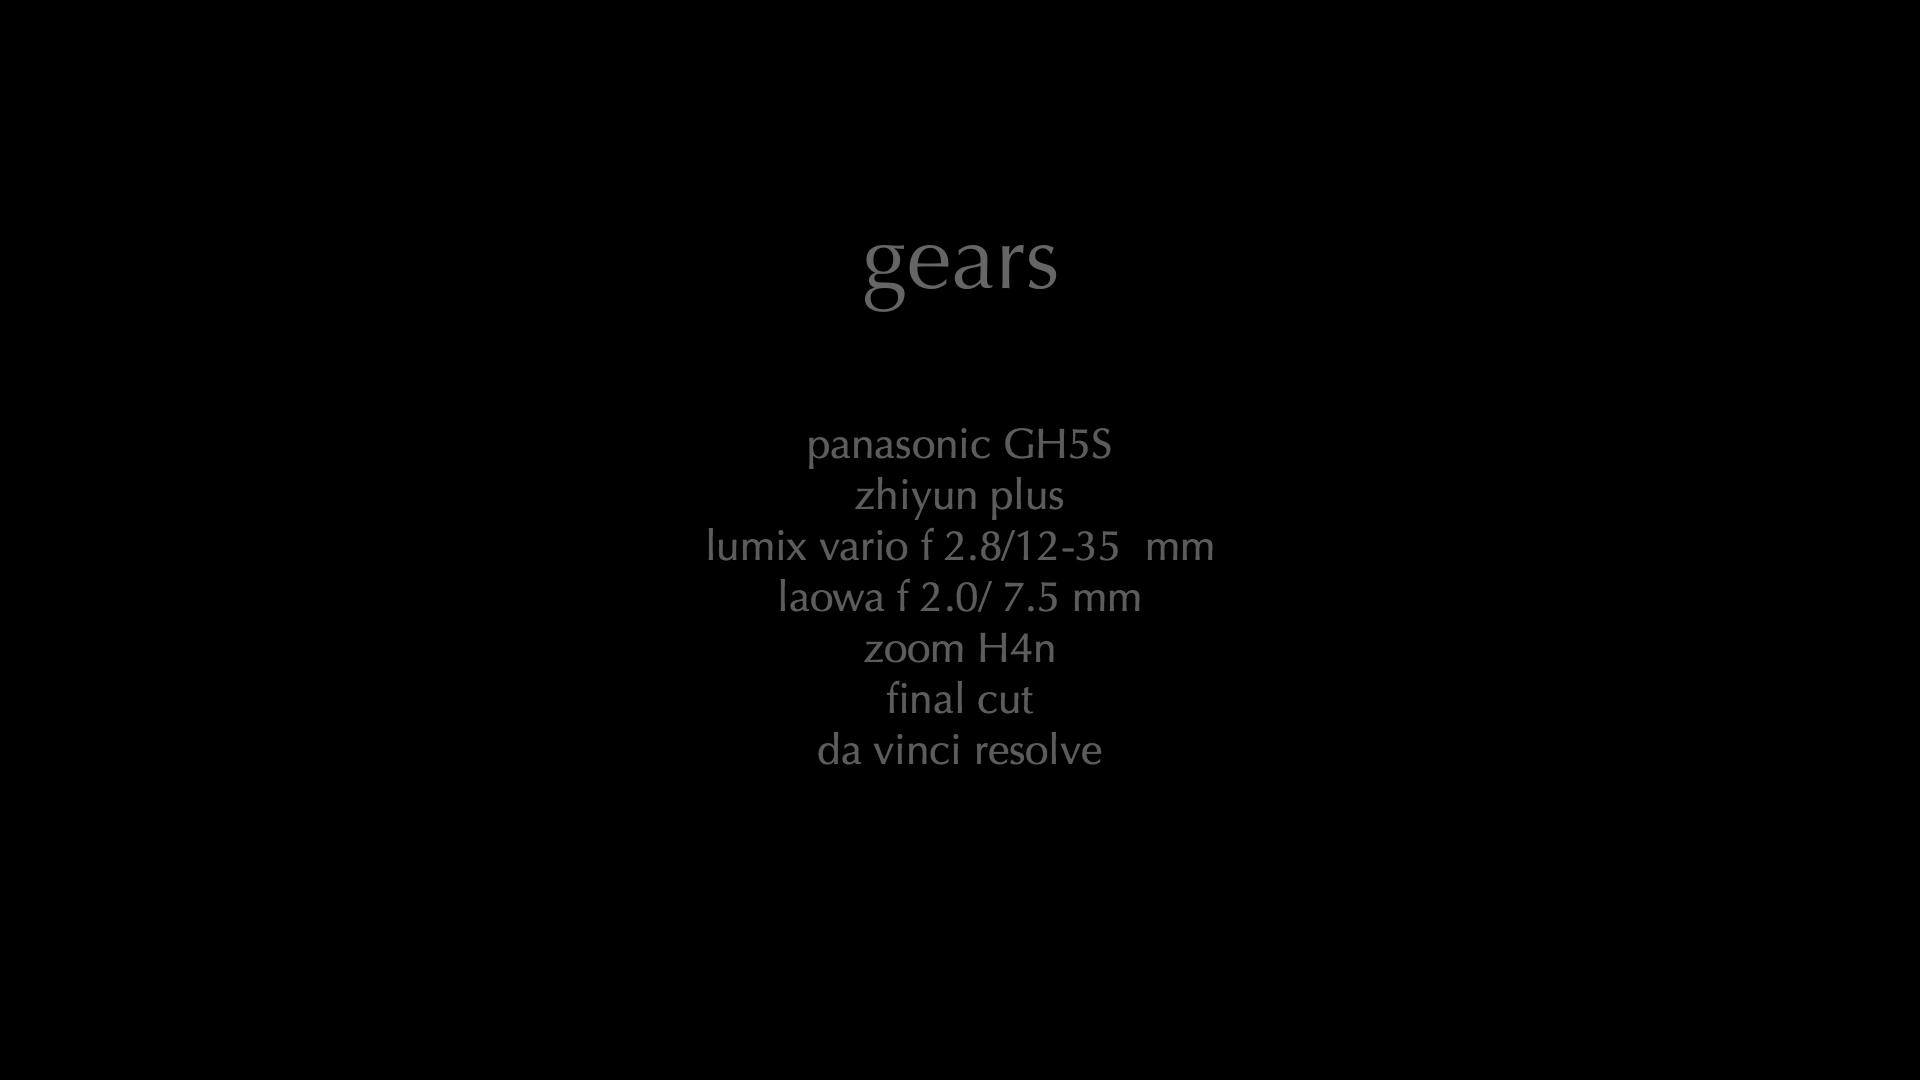 gears
panasonic GH5S
zhiyun plus
lumix vario f 2.8/12-35  mm
laowa f 2.0/ 7.5 mm
zoom H4n
final cut
da vinci resolve